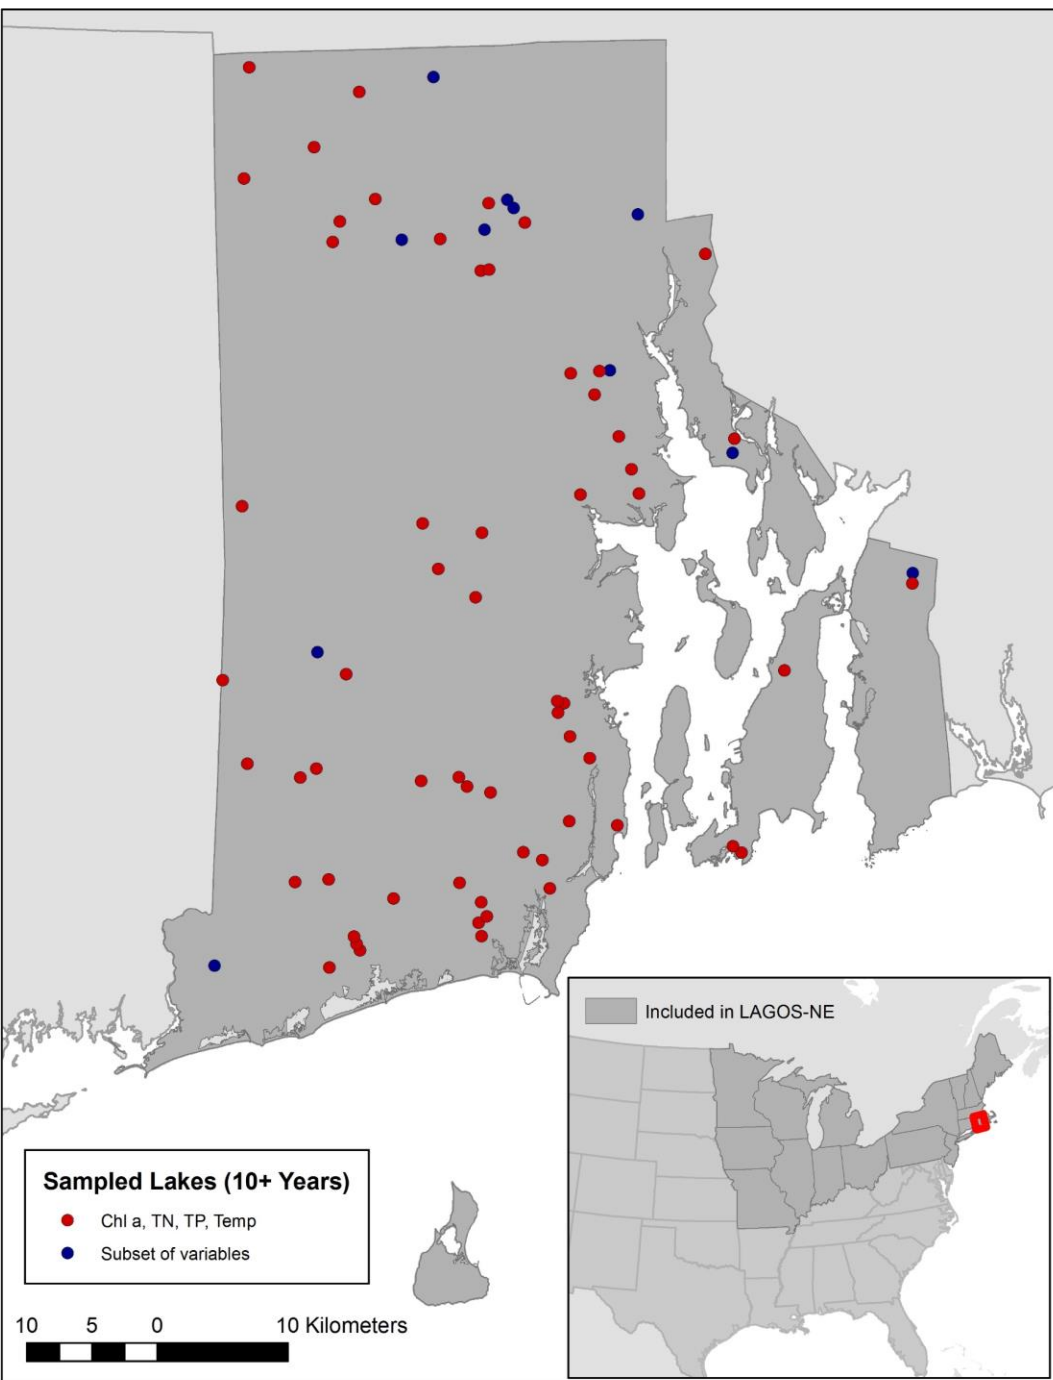 Included in LAGOS-NE
Sampled Lakes (10+ Years)
Chl a, TN, TP, Temp
Subset of variables
10 5 0 10 Kilometers